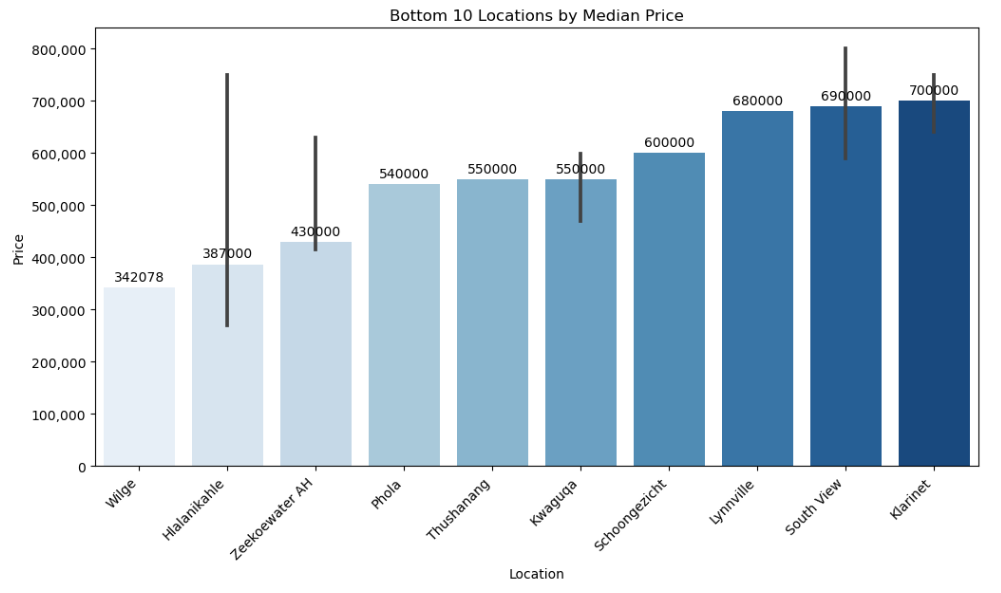 Bottom 10 Locations by Median Price
Price
800,000
700,000
600,000
500,000
400,000
300,000
200,000
100,000
0
342078
387000
430000
540000
550000
550000
600000
680000
690000
700000
Wilge
Hlalanikahle
Zeekoewater AH
Phola
Thushanang
Kwaguqa
Schoongezicht
Lynnville
South View
Klarinet
Location